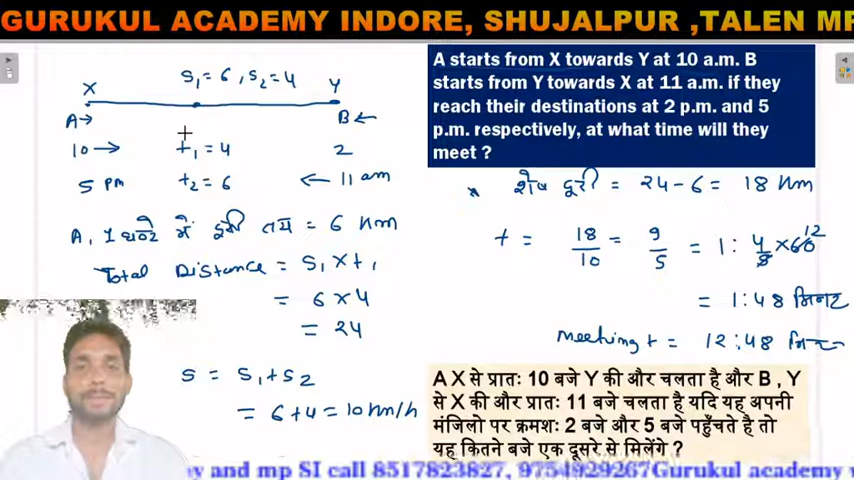 GURUKUL ACADEMY INDORE, SHUJALPUR ,TALEN MP
A starts from X towards Y at 10 a.m. B
starts from Y towards X at 11 a.m. if they
reach their destinations at 2 p.m. and 5
p.m. respectively, at what time will they
meet ?
S₁ = 6 , S₂ = 4
X Y
A→ B←
10 → t₁ = 4 2
5 PM t₂ = 6 ← 11 am
A, 1 घण्टे में दूरी तय = 6 Km
Total Distance = S₁ × t₁
= 6 × 4
= 24
S = S₁ + S₂
= 6 + 4 = 10 Km/h
* शेष दूरी = 24 - 6 = 18 Km
t = 18/10 = 9/5 = 1 : 4/5 × 60 12
= 1:48 मिनट
Meeting t = 12:48 मिनट
A X से प्रातः 10 बजे Y की और चलता है और B , Y
से X की और प्रातः 11 बजे चलता है यदि यह अपनी
मंजिलो पर क्रमशः 2 बजे और 5 बजे पहुँचते है तो
यह कितने बजे एक दूसरे से मिलेंगे ?
y and mp SI call 8517823827, 9754929267Gurukul academy